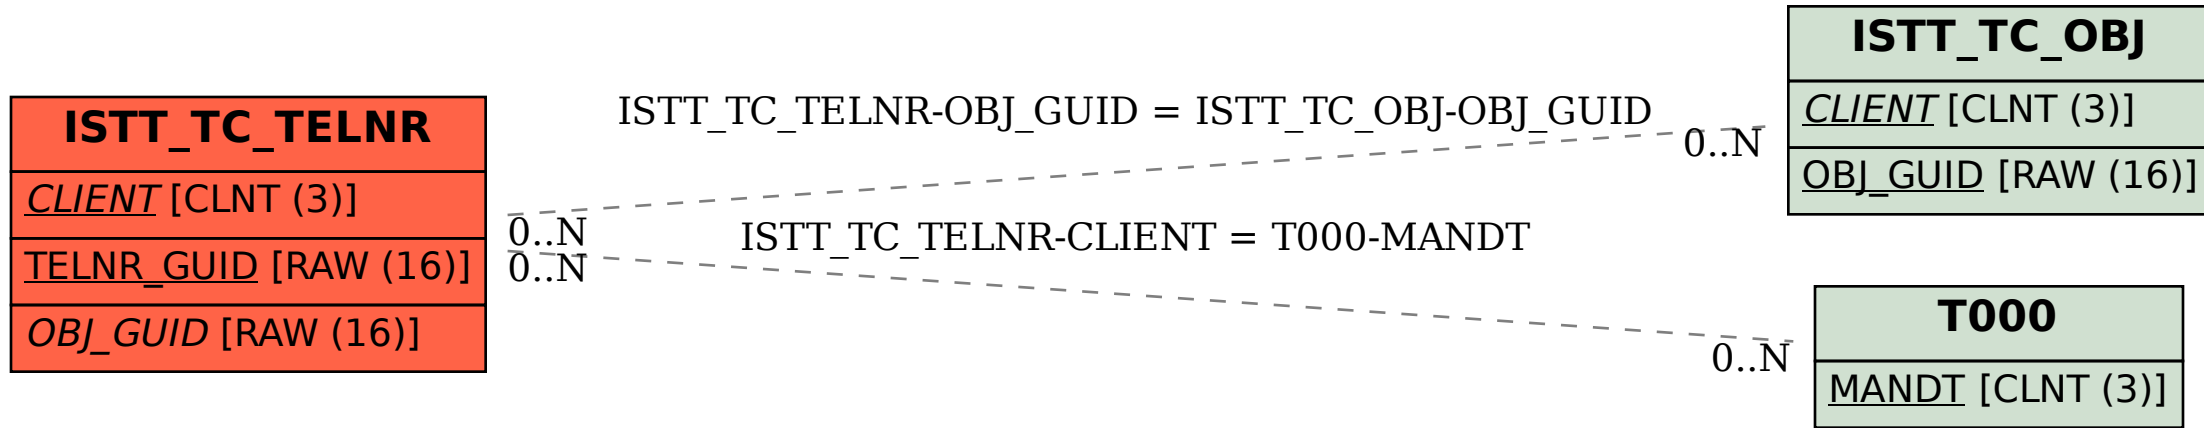 ISTT_TC_TELNR
CLIENT [CLNT (3)]
TELNR_GUID [RAW (16)]
OBJ_GUID [RAW (16)]
ISTT_TC_TELNR-OBJ_GUID = ISTT_TC_OBJ-OBJ_GUID
0..N
0..N
ISTT_TC_TELNR-CLIENT = T000-MANDT
0..N
0..N
ISTT_TC_OBJ
CLIENT [CLNT (3)]
OBJ_GUID [RAW (16)]
T000
MANDT [CLNT (3)]